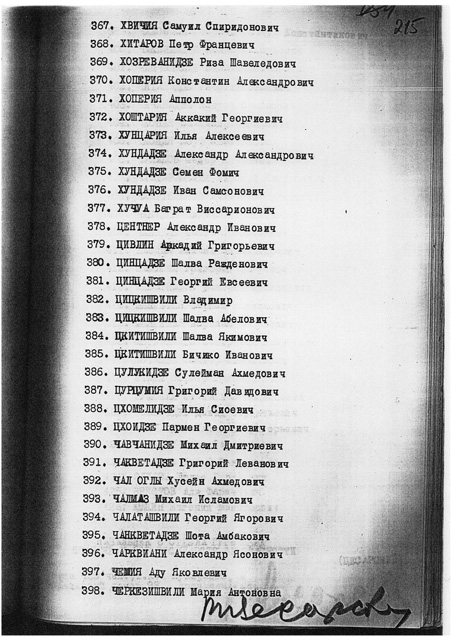 215
367. ХВИЧИЯ Самуил Спиридонович
368. ХИТАРОВ Петр Францевич
369. ХОЗРЕВАНИДЗЕ Риза Шаведович
370. ХОПЕРИЯ Константин Александрович
371. ХОПЕРИЯ Апполон
372. ХОШТАРИЯ Аккакий Георгиевич
373. ХУНЦАРИЯ Илья Алексеевич
374. ХУНДАДЗЕ Александр Александрович
375. ХУНДАДЗЕ Семен Фомич
376. ХУНДАДЗЕ Иван Самсонович
377. ХУЧУА Баграт Виссарионович
378. ЦЕНТНЕР Александр Иванович
379. ЦИВЛИН Аркадий Григорьевич
380. ЦИНЦАДЗЕ Шалва Ражденович
381. ЦИНЦАДЗЕ Георгий Евсеевич
382. ЦИЦКИШВИЛИ Владимир
383. ЦИЦКИШВИЛИ Шалва Абелович
384. ЦКИТИШВИЛИ Шалва Якимович
385. ЦКИТИШВИЛИ Бичико Иванович
386. ЦУЛУКИДЗЕ Сулейман Ахмедович
387. ЦУРЦУМИЯ Григорий Давидович
388. ЦХОМЕЛИДЗЕ Илья Сиоевич
389. ЦХОИДЗЕ Пармен Георгиевич
390. ЧАВЧАНИДЗЕ Михаил Дмитриевич
391. ЧАКВЕТАДЗЕ Григорий Леванович
392. ЧАЛ ОГЛЫ Хусейн Ахмедович
393. ЧАЛМАЗ Михаил Исламович
394. ЧАЛАТАШВИЛИ Георгий Ягорович
395. ЧАНКВЕТАДЗЕ Шота Амбакович
396. ЧАРКВИАНИ Александр Ясонович
397. ЧЕМИЯ Аду Яковлевич
398. ЧЕРКЕЗИШВИЛИ Мария Антоновна